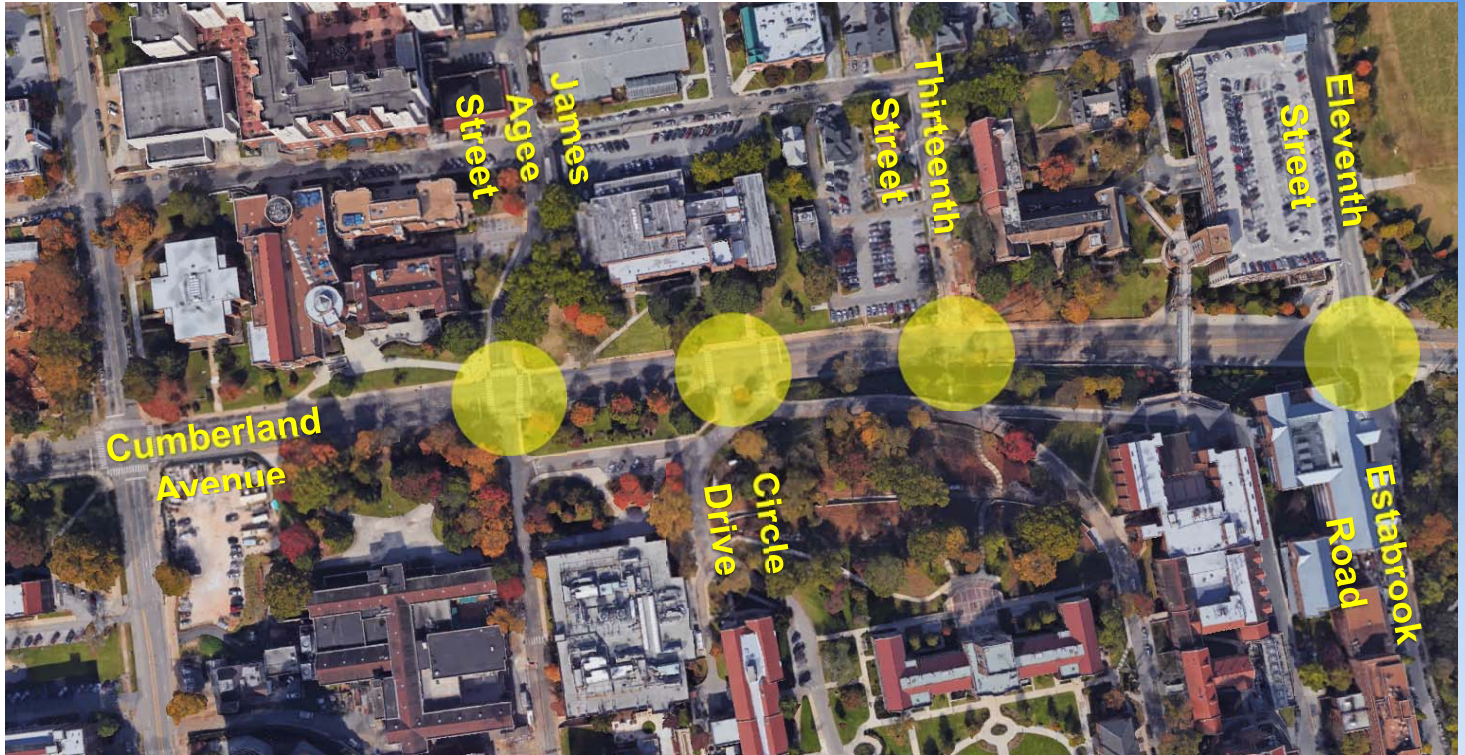 James
Agee
Street
Thirteenth
Street
Eleventh
Street
Cumberland
Avenue
Circle
Drive
Estabrook
Road